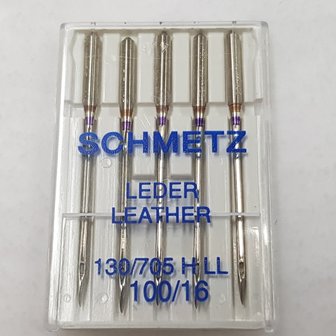 SCHMETZ
LEDER
LEATHER
130/705 H LL
100/16